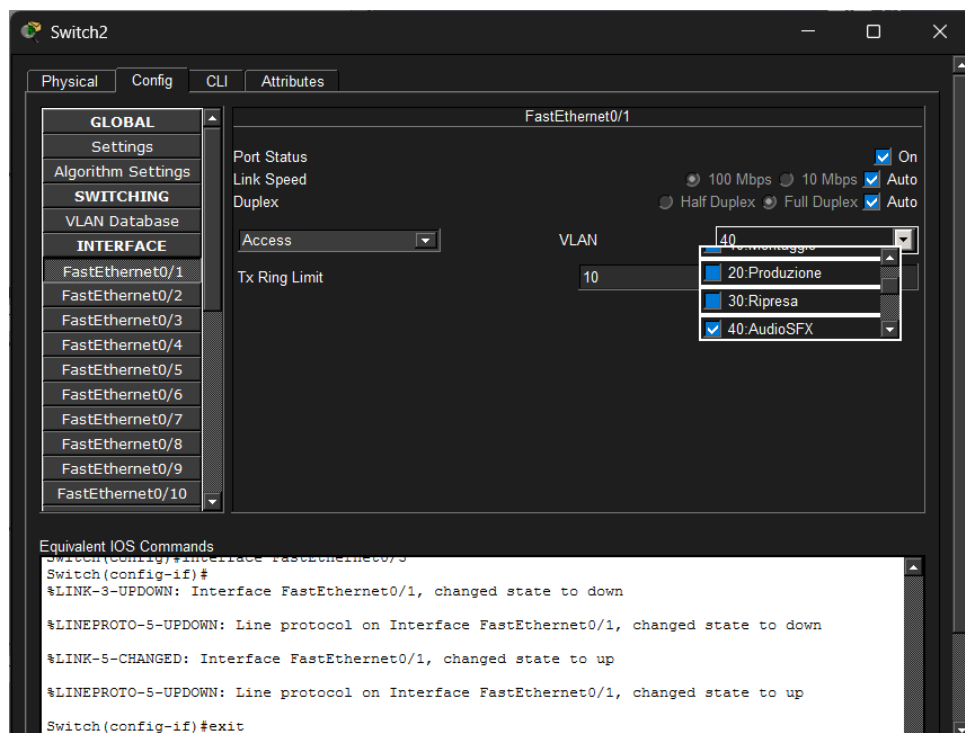 Switch2
Physical Config CLI Attributes
GLOBAL
Settings
Algorithm Settings
SWITCHING
VLAN Database
INTERFACE
FastEthernet0/1
FastEthernet0/2
FastEthernet0/3
FastEthernet0/4
FastEthernet0/5
FastEthernet0/6
FastEthernet0/7
FastEthernet0/8
FastEthernet0/9
FastEthernet0/10
FastEthernet0/1
Port Status On
Link Speed 100 Mbps 10 Mbps Auto
Duplex Half Duplex Full Duplex Auto
Access VLAN 40
Tx Ring Limit 10
20:Produzione
30:Ripresa
40:AudioSFX
Equivalent IOS Commands
Switch(config)#interface FastEthernet0/3
Switch(config-if)#
%LINK-3-UPDOWN: Interface FastEthernet0/1, changed state to down
%LINEPROTO-5-UPDOWN: Line protocol on Interface FastEthernet0/1, changed state to down
%LINK-5-CHANGED: Interface FastEthernet0/1, changed state to up
%LINEPROTO-5-UPDOWN: Line protocol on Interface FastEthernet0/1, changed state to up
Switch(config-if)#exit